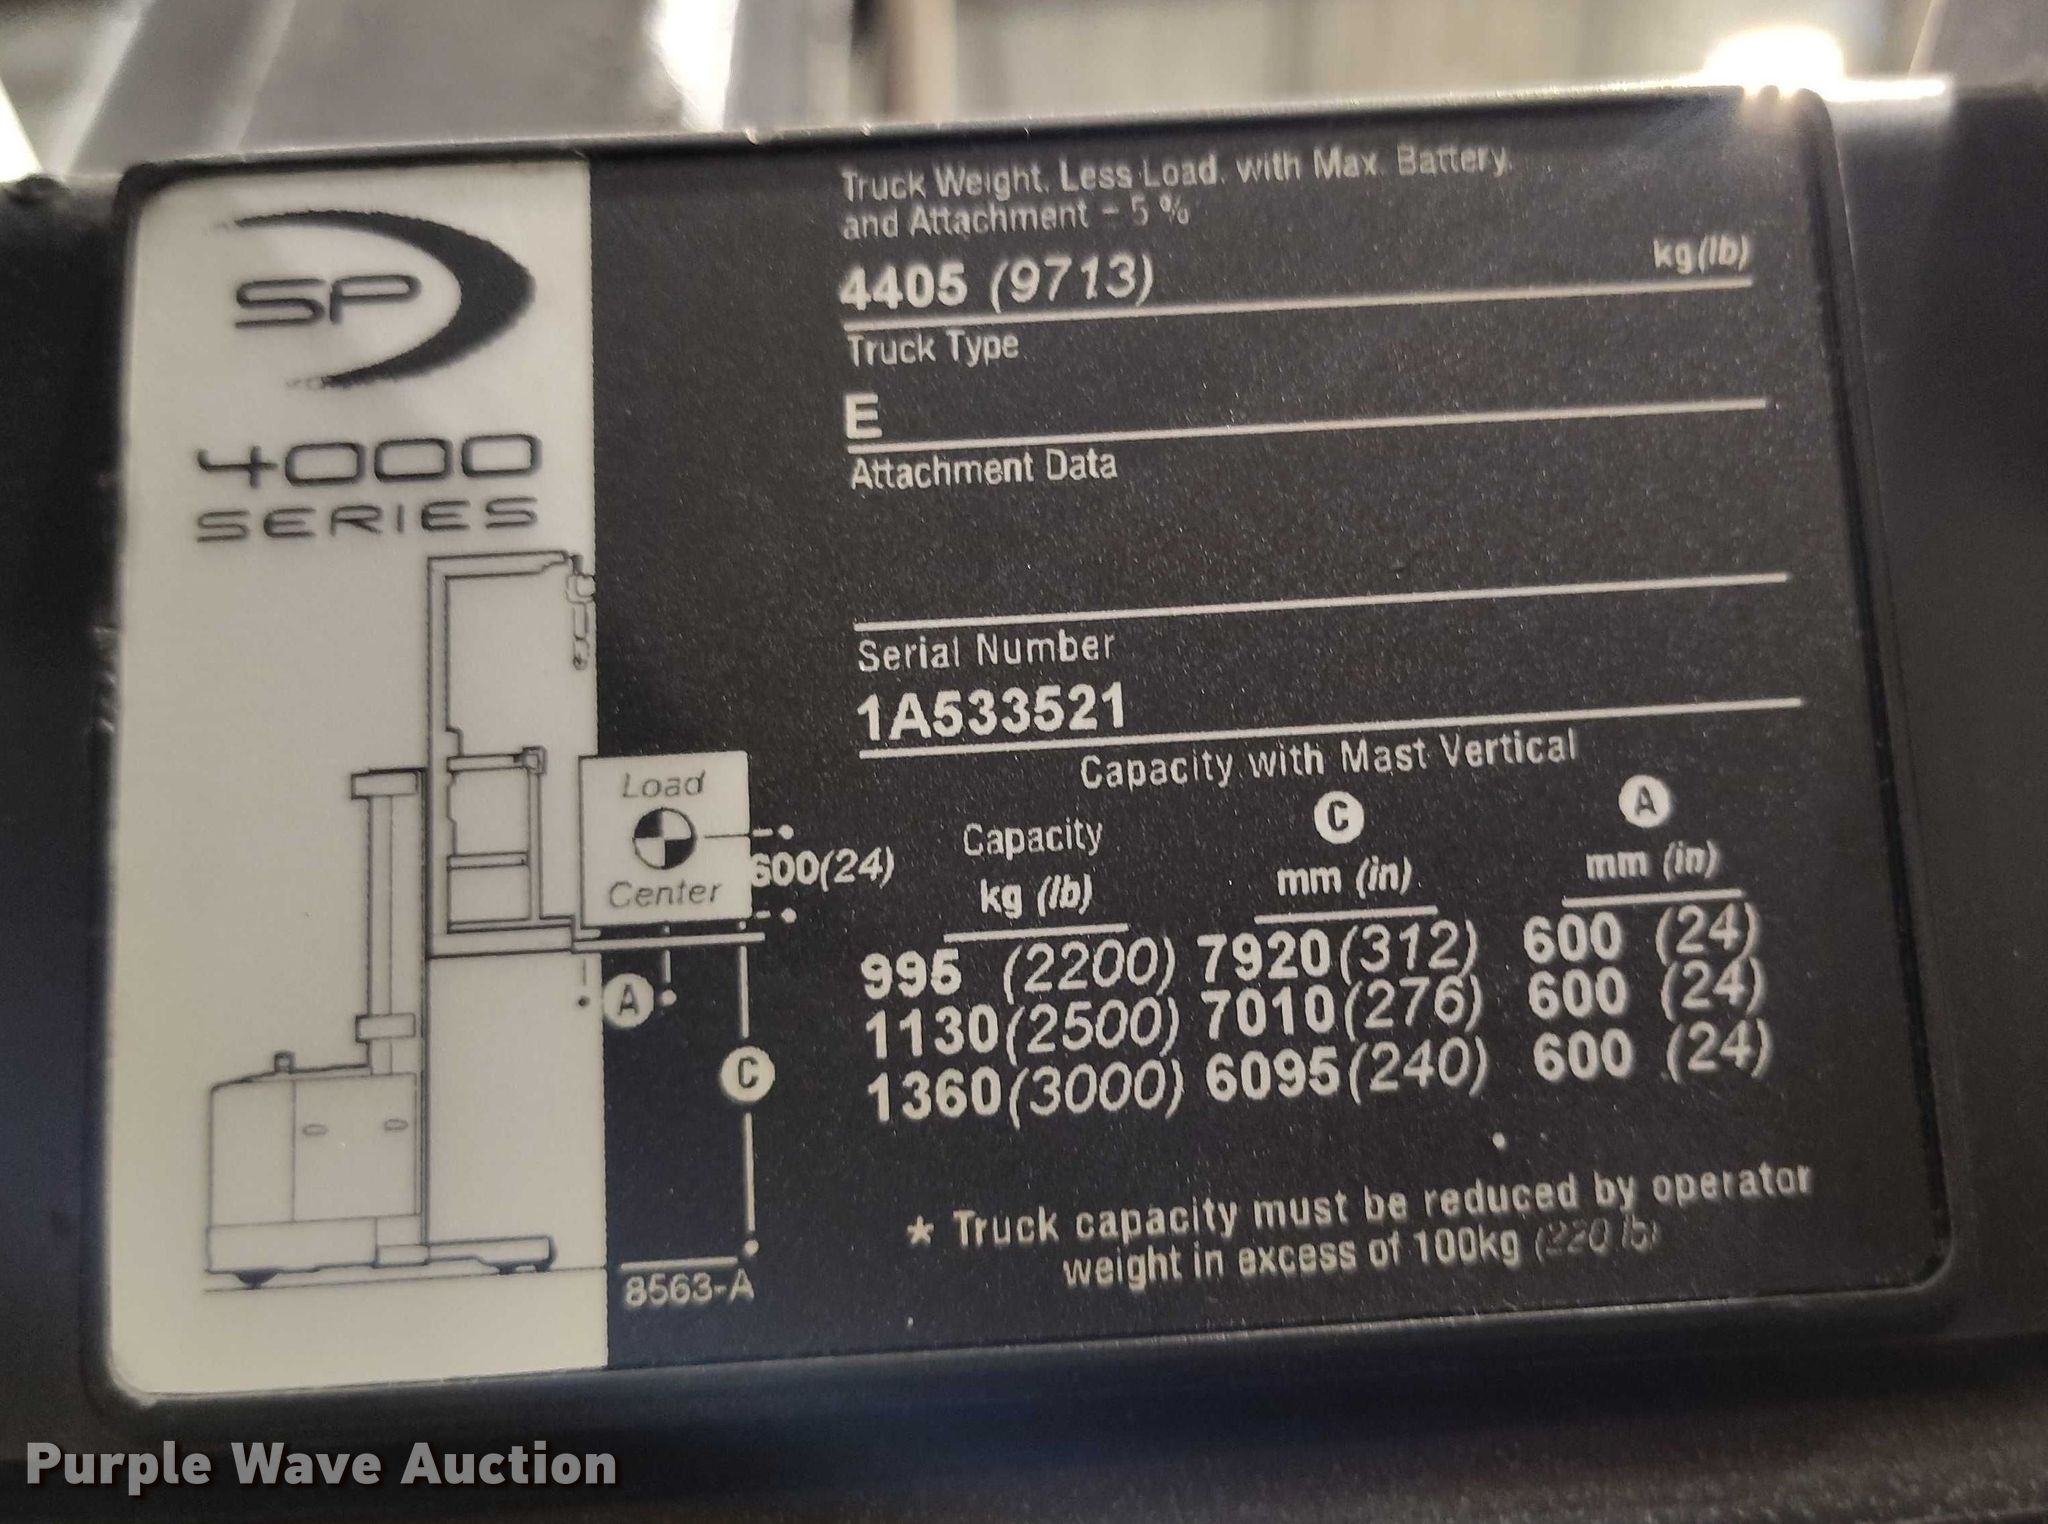 SP
4000
SERIES
Load
Center
600(24)
A
C
8563-A
Truck Weight, Less Load, with Max. Battery,
and Attachment - 5 %
4405 (9713) kg(lb)
Truck Type
E
Attachment Data
Serial Number
1A533521
Capacity with Mast Vertical
Capacity C A
kg (lb) mm (in) mm (in)
995 (2200) 7920(312) 600 (24)
1130(2500) 7010(276) 600 (24)
1360(3000) 6095(240) 600 (24)
* Truck capacity must be reduced by operator
weight in excess of 100kg (220 lb)
Purple Wave Auction